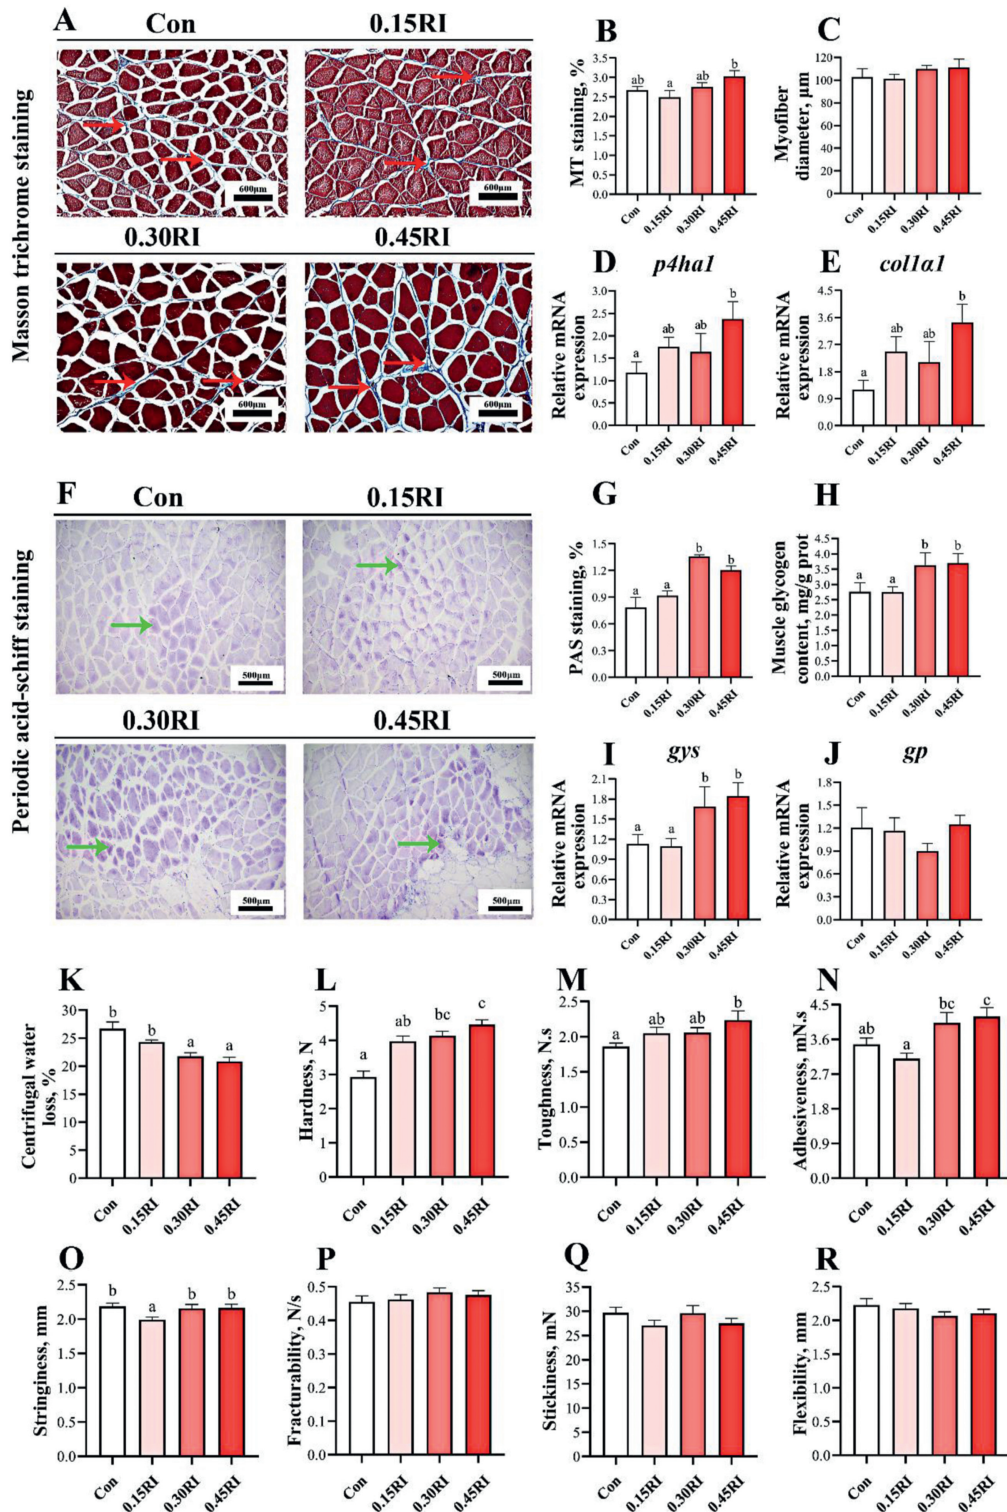 A
Con
0.15RI
Masson trichrome staining
600µm
600µm
0.30RI
0.45RI
600µm
600µm
B
MT staining, %
3.5
3.0
2.5
2.0
1.5
1.0
0.5
0.0
ab
a
ab
b
Con
0.15RI
0.30RI
0.45RI
C
Myofiber
diameter, µm
120
100
80
60
40
20
0
Con
0.15RI
0.30RI
0.45RI
D
p4ha1
Relative mRNA
expression
3.0
2.5
2.0
1.5
1.0
0.5
0.0
a
ab
ab
b
Con
0.15RI
0.30RI
0.45RI
E
col1α1
Relative mRNA
expression
4.5
3.6
2.7
1.8
0.9
0.0
a
ab
ab
b
Con
0.15RI
0.30RI
0.45RI
F
Con
0.15RI
Periodic acid-schiff staining
500µm
500µm
0.30RI
0.45RI
500µm
500µm
G
PAS staining, %
1.5
1.2
0.9
0.6
0.3
0.0
a
a
b
b
Con
0.15RI
0.30RI
0.45RI
H
Muscle glycogen
content, mg/g prot
4.5
4.0
3.5
3.0
2.5
2.0
1.5
1.0
0.5
0.0
a
a
b
b
Con
0.15RI
0.30RI
0.45RI
I
gys
Relative mRNA
expression
2.1
1.8
1.5
1.2
0.9
0.6
0.3
0.0
a
a
b
b
Con
0.15RI
0.30RI
0.45RI
J
gp
Relative mRNA
expression
1.8
1.5
1.2
0.9
0.6
0.3
0.0
Con
0.15RI
0.30RI
0.45RI
K
Centrifugal water
loss, %
30
25
20
15
10
5
0
b
b
a
a
Con
0.15RI
0.30RI
0.45RI
L
Hardness, N
5
4
3
2
1
0
a
ab
bc
c
Con
0.15RI
0.30RI
0.45RI
M
Toughness, N.s
2.5
2.0
1.5
1.0
0.5
0.0
a
ab
ab
b
Con
0.15RI
0.30RI
0.45RI
N
Adhesiveness, mN.s
4.5
3.6
2.7
1.8
0.9
0.0
ab
a
bc
c
Con
0.15RI
0.30RI
0.45RI
O
Stringiness, mm
2.5
2.0
1.5
1.0
0.5
0.0
b
a
b
b
Con
0.15RI
0.30RI
0.45RI
P
Fracturability, N/s
0.5
0.4
0.3
0.2
0.1
0.0
Con
0.15RI
0.30RI
0.45RI
Q
Stickiness, mN
35
30
25
20
15
10
5
0
Con
0.15RI
0.30RI
0.45RI
R
Flexibility, mm
2.5
2.0
1.5
1.0
0.5
0.0
Con
0.15RI
0.30RI
0.45RI